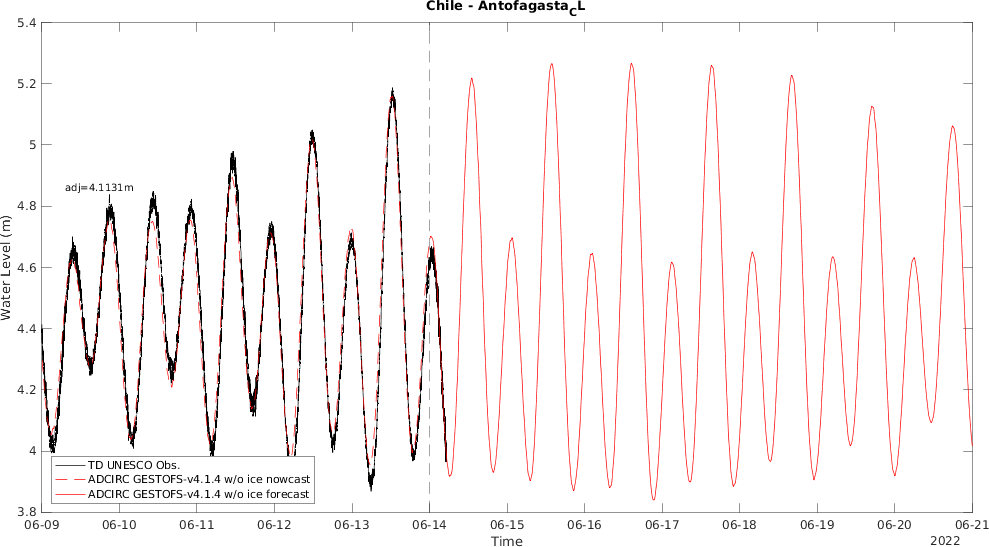 Chile - Antofagasta_CL
5.4
5.2
5
4.8
4.6
4.4
4.2
4
3.8
Water Level (m)
adj=4.1131m
TD UNESCO Obs.
ADCIRC GESTOFS-v4.1.4 w/o ice nowcast
ADCIRC GESTOFS-v4.1.4 w/o ice forecast
06-09 06-10 06-11 06-12 06-13 06-14 06-15 06-16 06-17 06-18 06-19 06-20 06-21
Time
2022